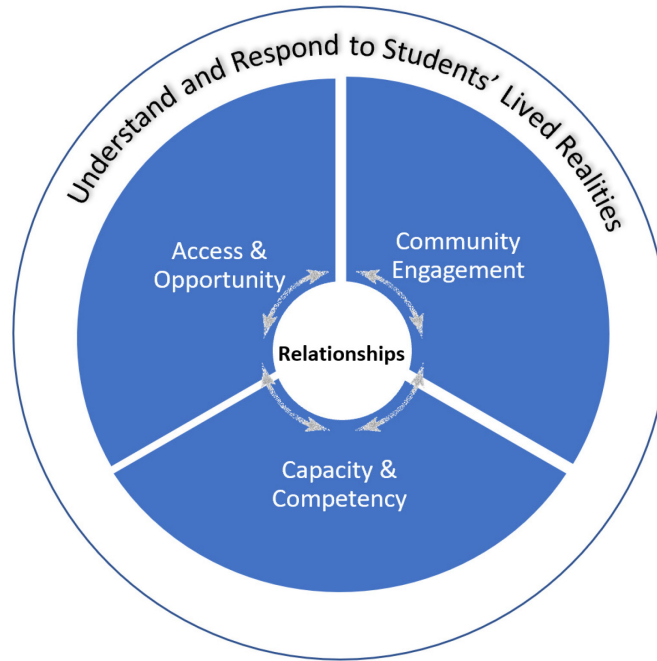 Understand and Respond to Students' Lived Realities
Access &
Opportunity
Community
Engagement
Relationships
Capacity &
Competency